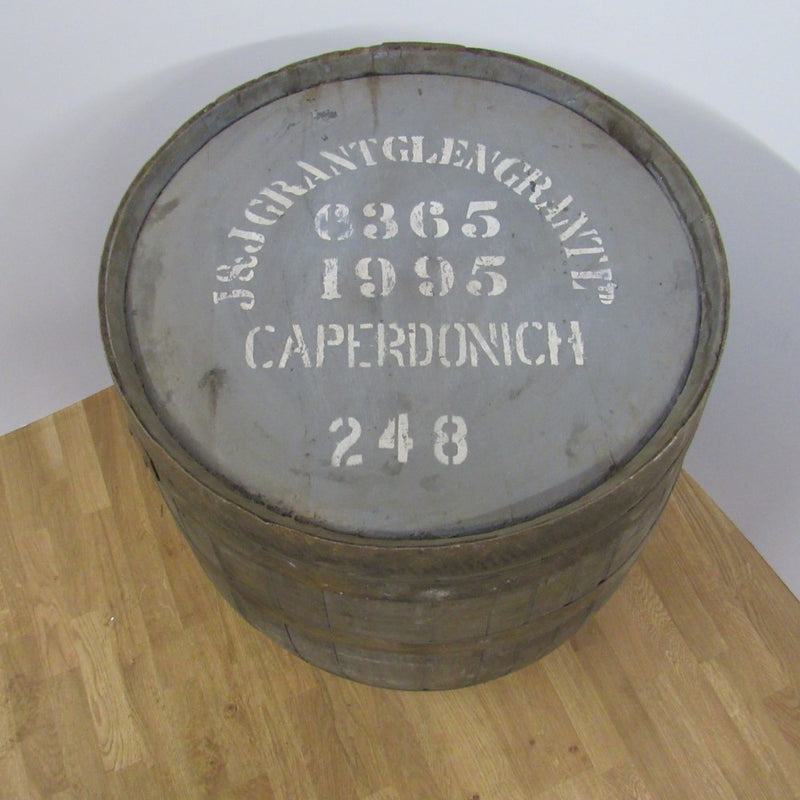 J&J GRANT GLEN GRANT LTD
6365
1995
CAPERDONICH
248